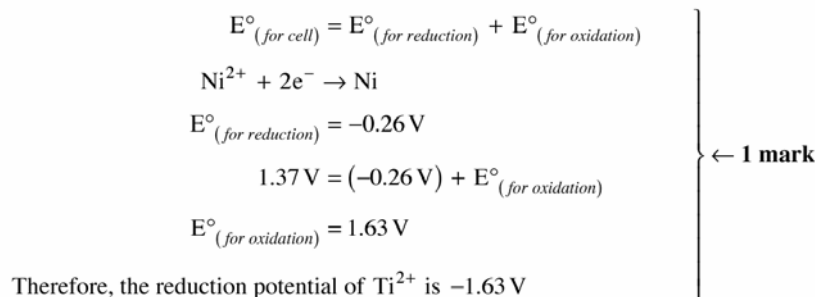 E°(for cell) = E°(for reduction) + E°(for oxidation)
Ni²⁺ + 2e⁻ → Ni
E°(for reduction) = −0.26 V
← 1 mark
1.37 V = (−0.26 V) + E°(for oxidation)
E°(for oxidation) = 1.63 V
Therefore, the reduction potential of Ti²⁺ is −1.63 V